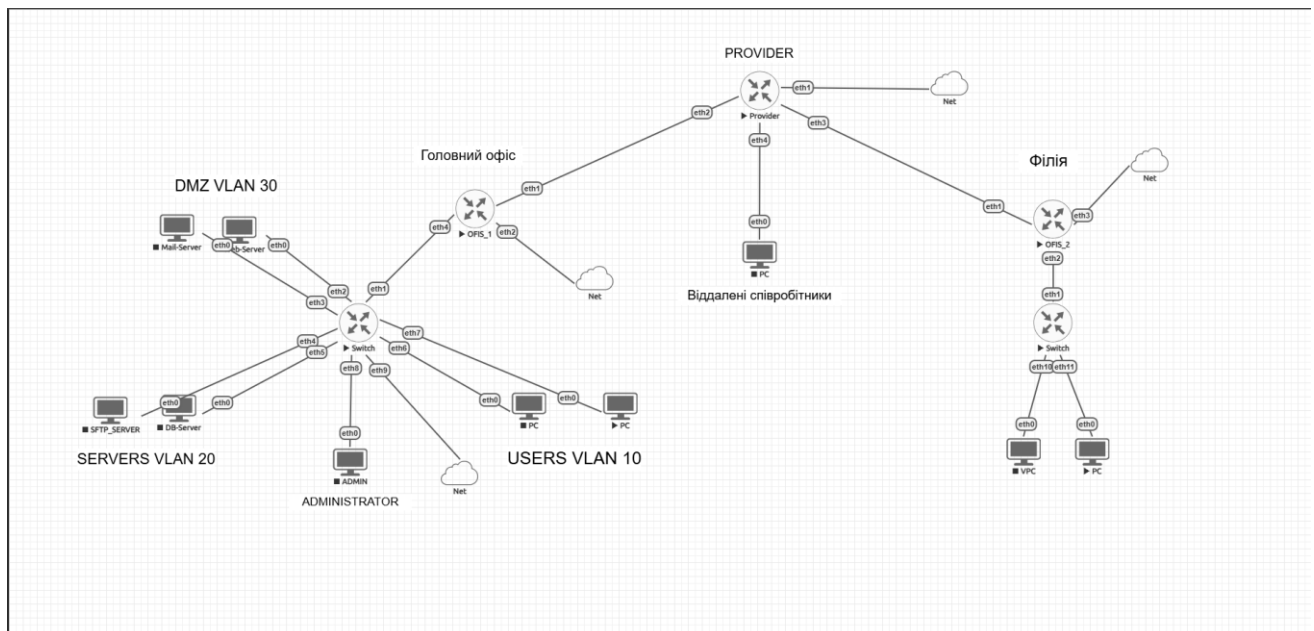 PROVIDER
eth1
Net
▶ Provider
eth2
eth3
eth4
Головний офіс
Філія
Net
DMZ VLAN 30
eth1
eth4
▶ OFIS_1
eth2
eth0
■ PC
Віддалені співробітники
eth1
eth3
▶ OFIS_2
eth2
eth0
■ Mail-Server
eth0
eb-Server
Net
eth1
eth2
eth3
eth1
▶ Switch
eth7
eth4
eth5
eth6
eth8
eth9
▶ Switch
eth10
eth11
eth0
■ SFTP_SERVER
eth0
■ DB-Server
eth0
■ PC
eth0
▶ PC
eth0
■ VPC
eth0
▶ PC
SERVERS VLAN 20
eth0
■ ADMIN
USERS VLAN 10
Net
ADMINISTRATOR